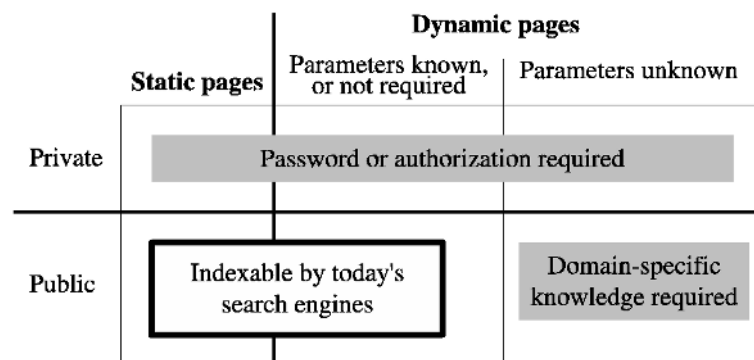 Dynamic pages
Static pages
Parameters known,
or not required
Parameters unknown
Private
Password or authorization required
Public
Indexable by today's
search engines
Domain-specific
knowledge required